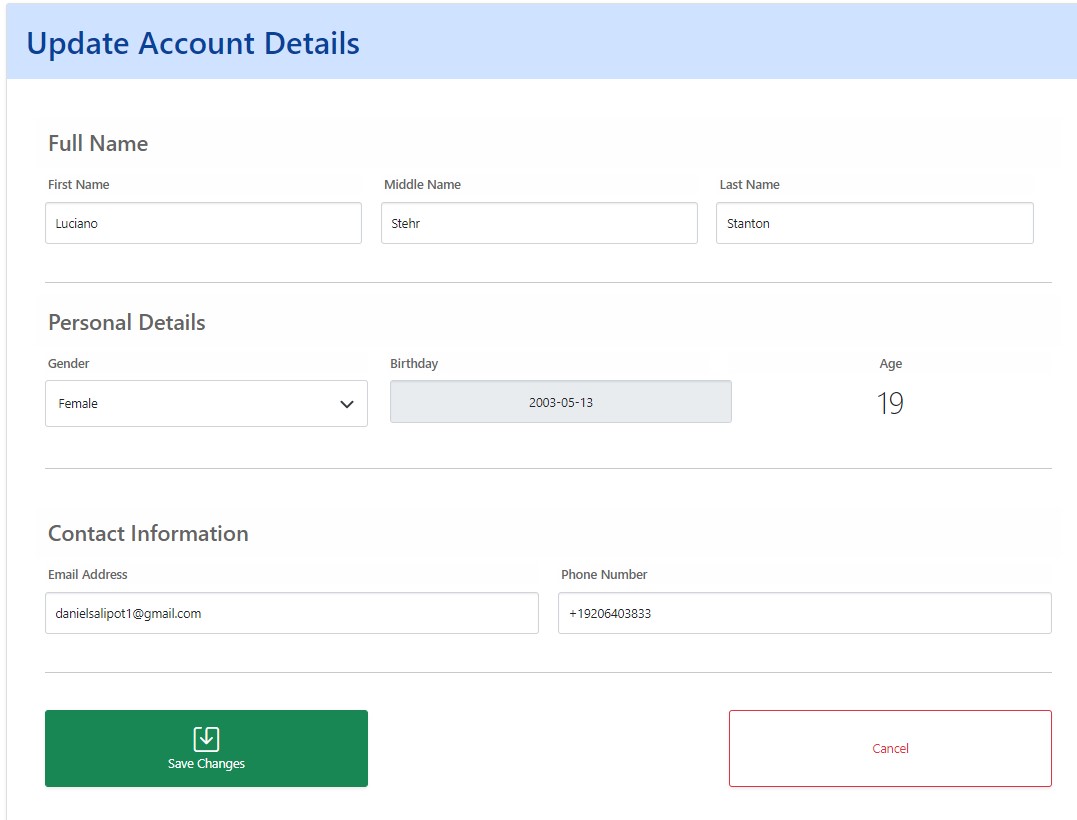 Update Account Details
Full Name
First Name Middle Name Last Name
Luciano Stehr Stanton
Personal Details
Gender Birthday Age
Female 2003-05-13 19
Contact Information
Email Address Phone Number
danielsalipot1@gmail.com +19206403833
Save Changes Cancel